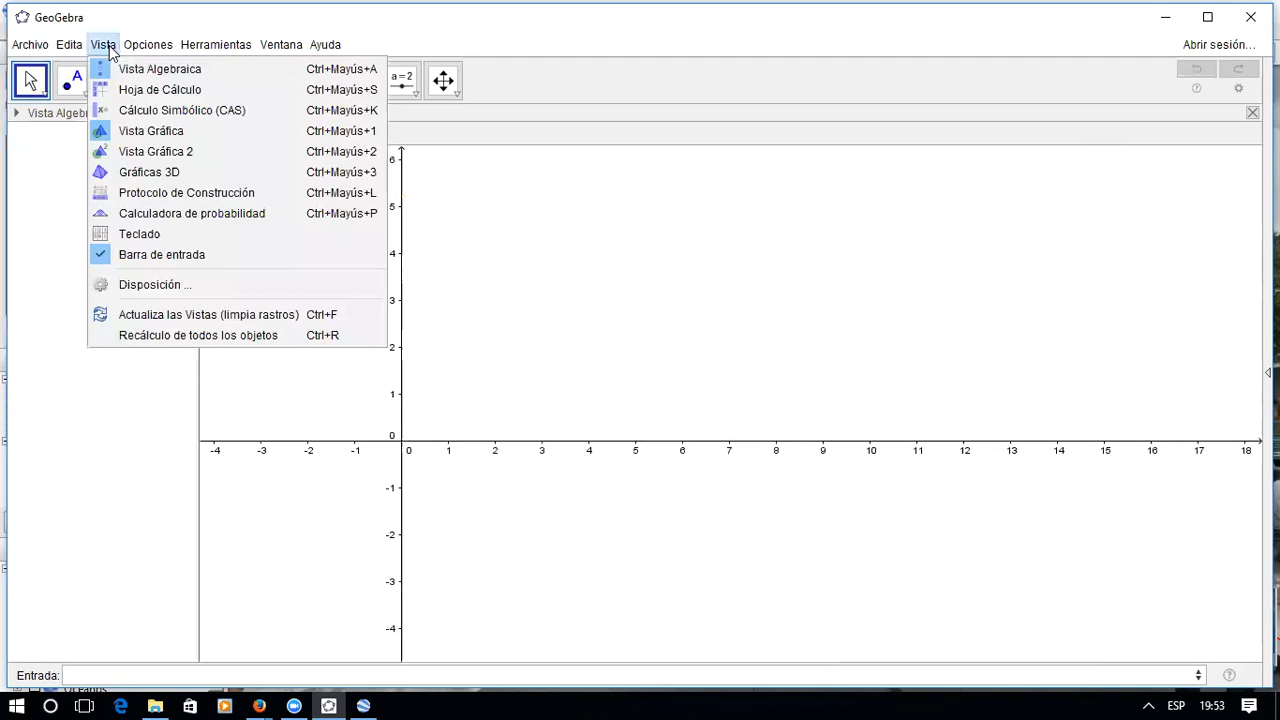 GeoGebra
Archivo Edita Vista Opciones Herramientas Ventana Ayuda Abrir sesión...
A a=2
Vista Algebraica Ctrl+Mayús+A
Hoja de Cálculo Ctrl+Mayús+S
Cálculo Simbólico (CAS) Ctrl+Mayús+K
Vista Gráfica Ctrl+Mayús+1
Vista Gráfica 2 Ctrl+Mayús+2
Gráficas 3D Ctrl+Mayús+3
Protocolo de Construcción Ctrl+Mayús+L
Calculadora de probabilidad Ctrl+Mayús+P
Teclado
Barra de entrada
Disposición ...
Actualiza las Vistas (limpia rastros) Ctrl+F
Recálculo de todos los objetos Ctrl+R
Vista Algebr
6
5
4
3
2
1
0
-4 -3 -2 -1 0 1 2 3 4 5 6 7 8 9 10 11 12 13 14 15 16 17 18
-1
-2
-3
-4
Entrada:
ESP 19:53